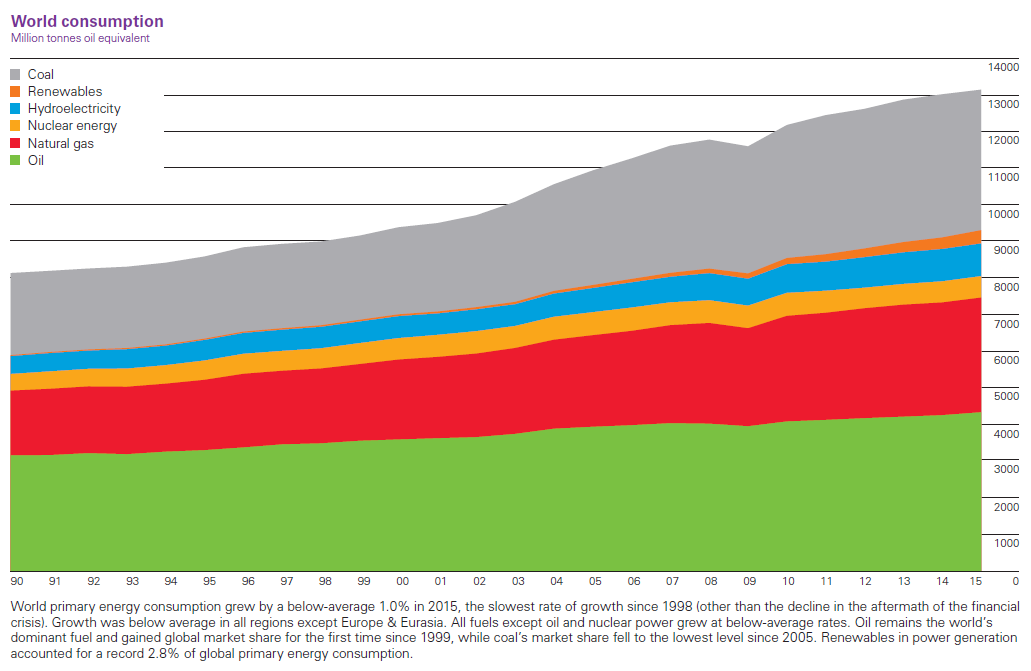 World consumption
Million tonnes oil equivalent
Coal
Renewables
Hydroelectricity
Nuclear energy
Natural gas
Oil
14000
13000
12000
11000
10000
9000
8000
7000
6000
5000
4000
3000
2000
1000
90 91 92 93 94 95 96 97 98 99 00 01 02 03 04 05 06 07 08 09 10 11 12 13 14 15 0
World primary energy consumption grew by a below-average 1.0% in 2015, the slowest rate of growth since 1998 (other than the decline in the aftermath of the financial
crisis). Growth was below average in all regions except Europe & Eurasia. All fuels except oil and nuclear power grew at below-average rates. Oil remains the world's
dominant fuel and gained global market share for the first time since 1999, while coal's market share fell to the lowest level since 2005. Renewables in power generation
accounted for a record 2.8% of global primary energy consumption.